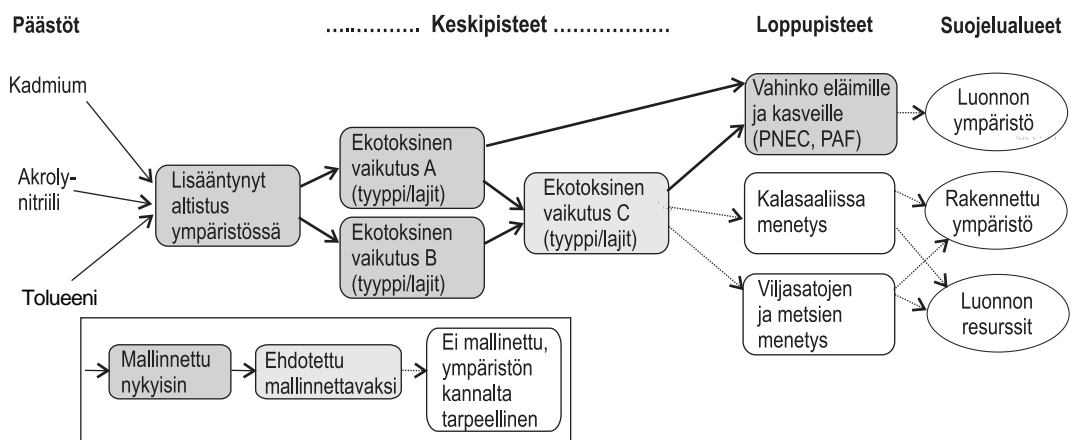 Päästöt
................... Keskipisteet ...................
Loppupisteet
Suojelualueet
Kadmium
Akroly-
nitriili
Tolueeni
Lisääntynyt
altistus
ympäristössä
Ekotoksinen
vaikutus A
(tyyppi/lajit)
Ekotoksinen
vaikutus B
(tyyppi/lajit)
Ekotoksinen
vaikutus C
(tyyppi/lajit)
Vahinko eläimille
ja kasveille
(PNEC, PAF)
Kalasaaliissa
menetys
Viljasatojen
ja metsien
menetys
Luonnon
ympäristö
Rakennettu
ympäristö
Luonnon
resurssit
Mallinnettu
nykyisin
Ehdotettu
mallinnettavaksi
Ei mallinnettu,
ympäristön
kannalta
tarpeellinen